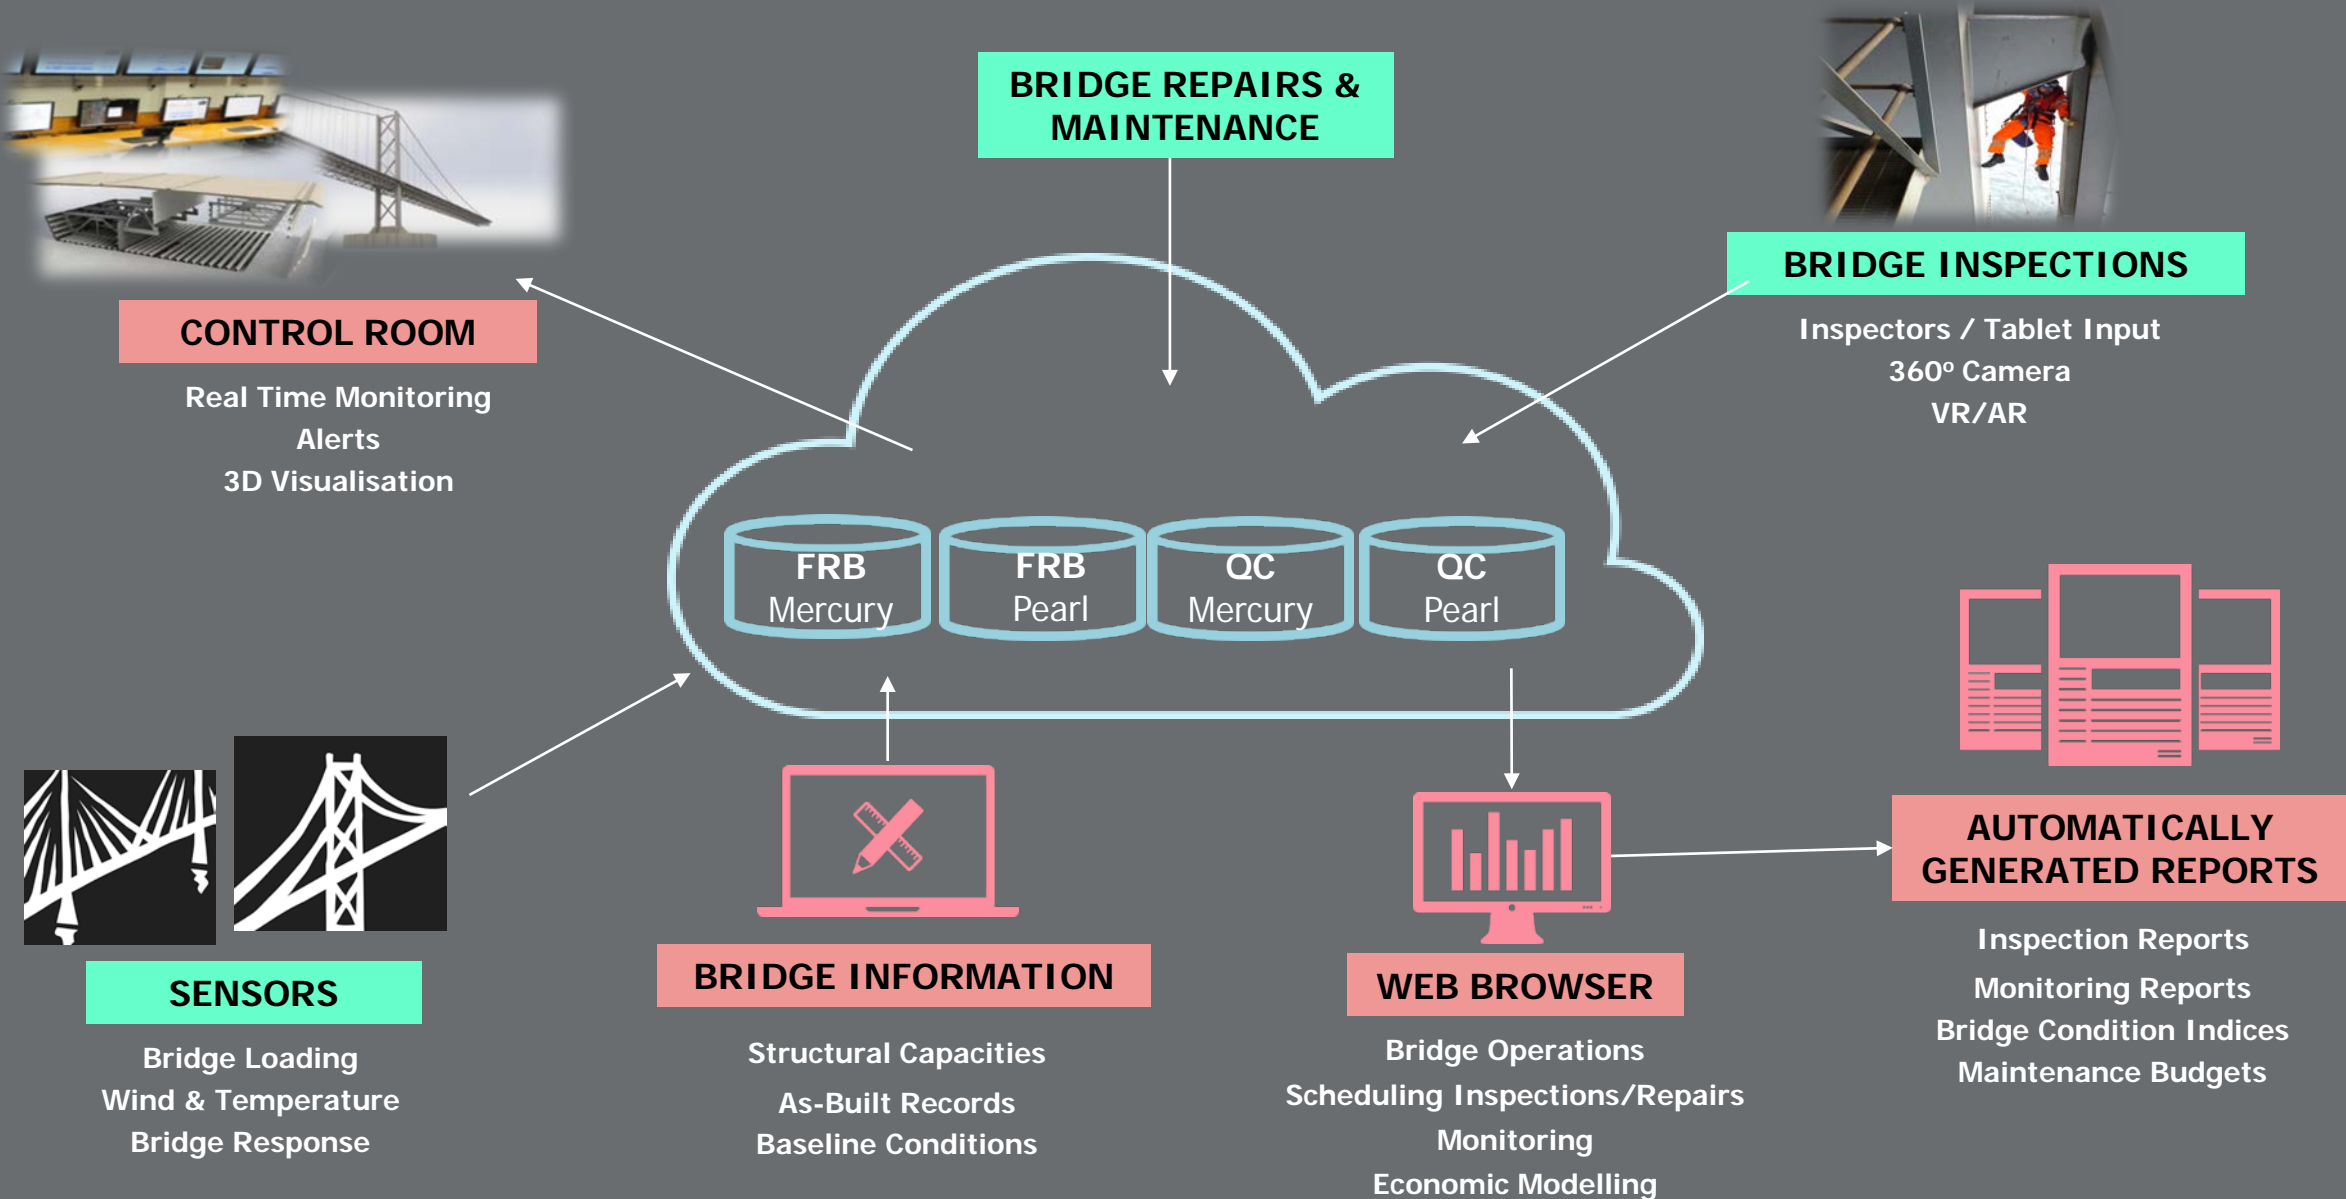 BRIDGE REPAIRS &
MAINTENANCE
BRIDGE INSPECTIONS
Inspectors / Tablet Input
360º Camera
VR/AR
CONTROL ROOM
Real Time Monitoring
Alerts
3D Visualisation
FRB
Mercury
FRB
Pearl
QC
Mercury
QC
Pearl
SENSORS
Bridge Loading
Wind & Temperature
Bridge Response
BRIDGE INFORMATION
Structural Capacities
As-Built Records
Baseline Conditions
WEB BROWSER
Bridge Operations
Scheduling Inspections/Repairs
Monitoring
Economic Modelling
AUTOMATICALLY
GENERATED REPORTS
Inspection Reports
Monitoring Reports
Bridge Condition Indices
Maintenance Budgets